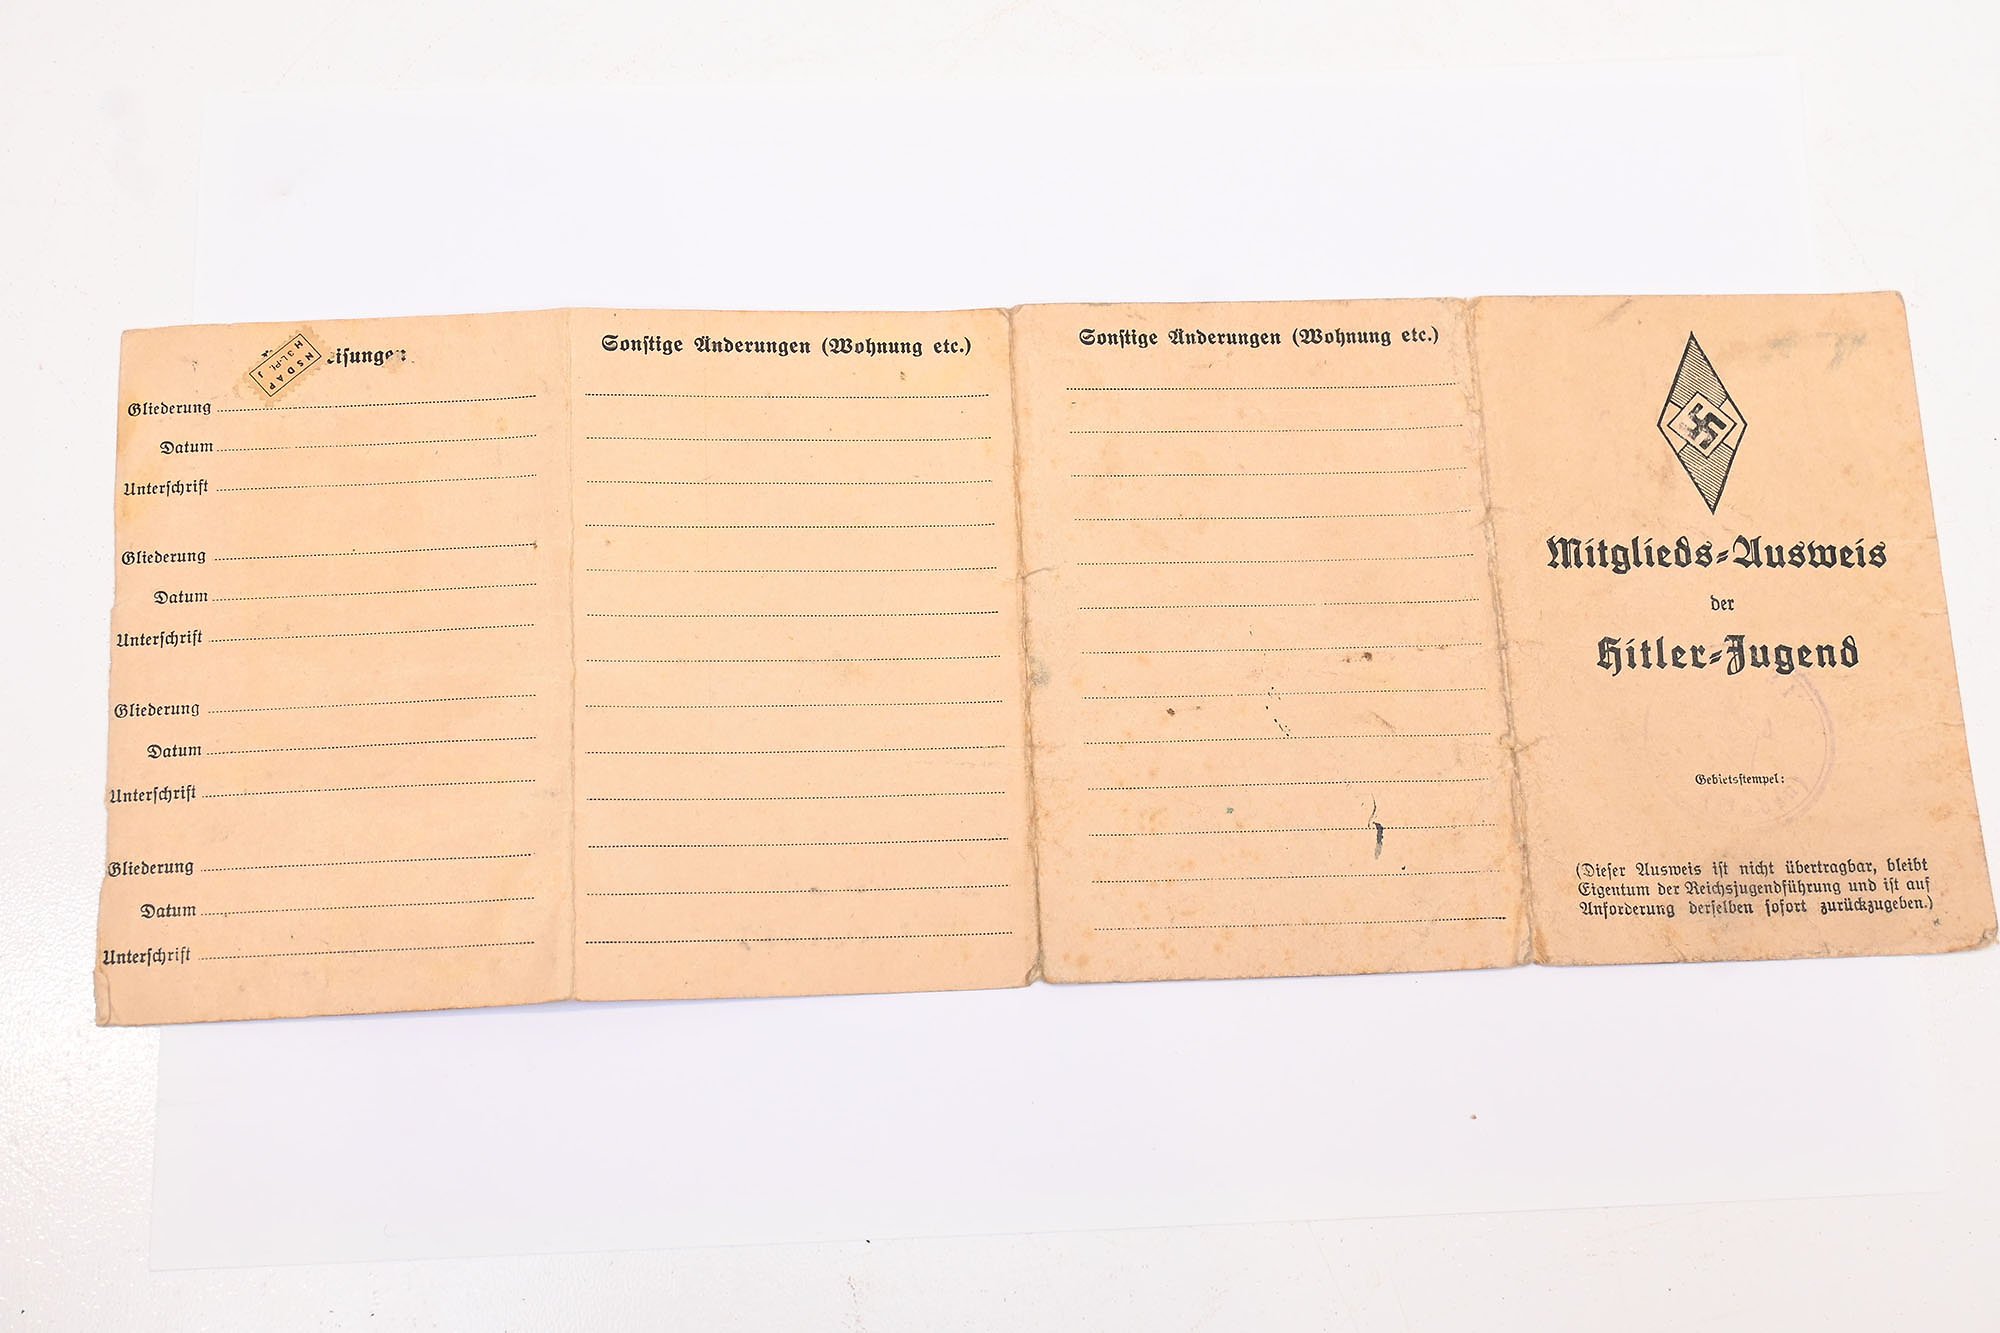 NSDAP
H J L.Pl. J
eisungen
Gliederung
Datum
Unterschrift
Gliederung
Datum
Unterschrift
Gliederung
Datum
Unterschrift
Gliederung
Datum
Unterschrift
Sonstige Änderungen (Wohnung etc.)
Sonstige Änderungen (Wohnung etc.)
Mitglieds-Ausweis
der
Hitler-Jugend
Gebietsstempel:
(Dieser Ausweis ist nicht übertragbar, bleibt
Eigentum der Reichsjugendführung und ist auf
Anforderung derselben sofort zurückzugeben.)